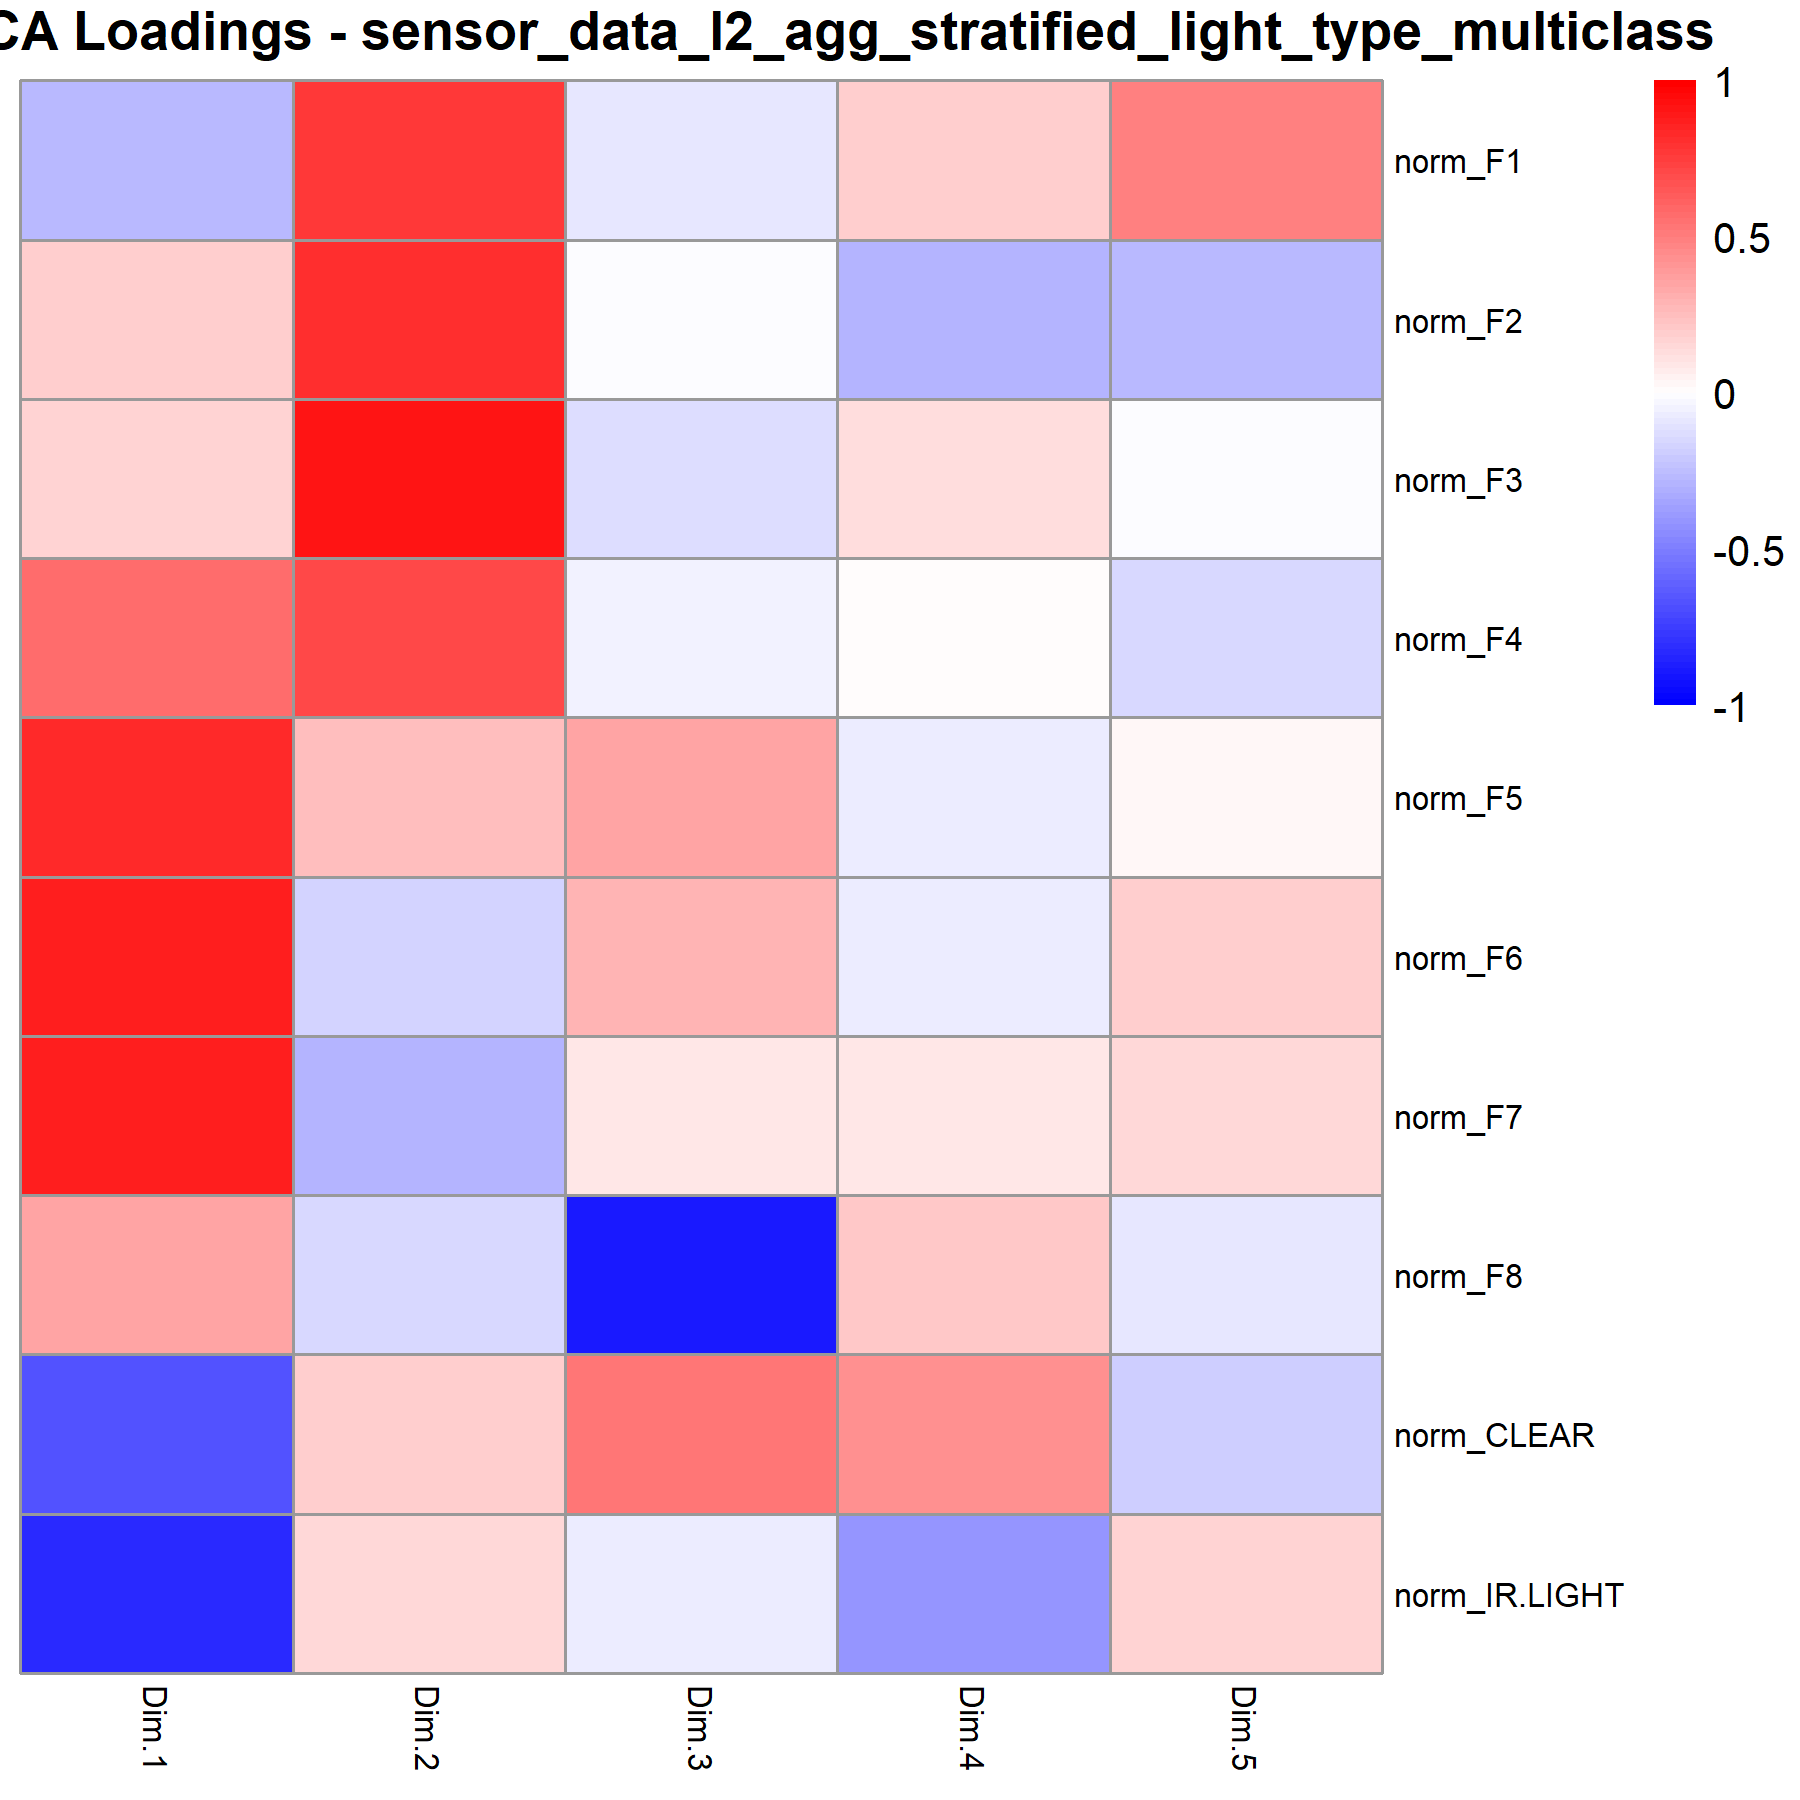 CA Loadings - sensor_data_l2_agg_stratified_light_type_multiclass
1
0.5
0
-0.5
-1
norm_F1
norm_F2
norm_F3
norm_F4
norm_F5
norm_F6
norm_F7
norm_F8
norm_CLEAR
norm_IR.LIGHT
Dim.1
Dim.2
Dim.3
Dim.4
Dim.5